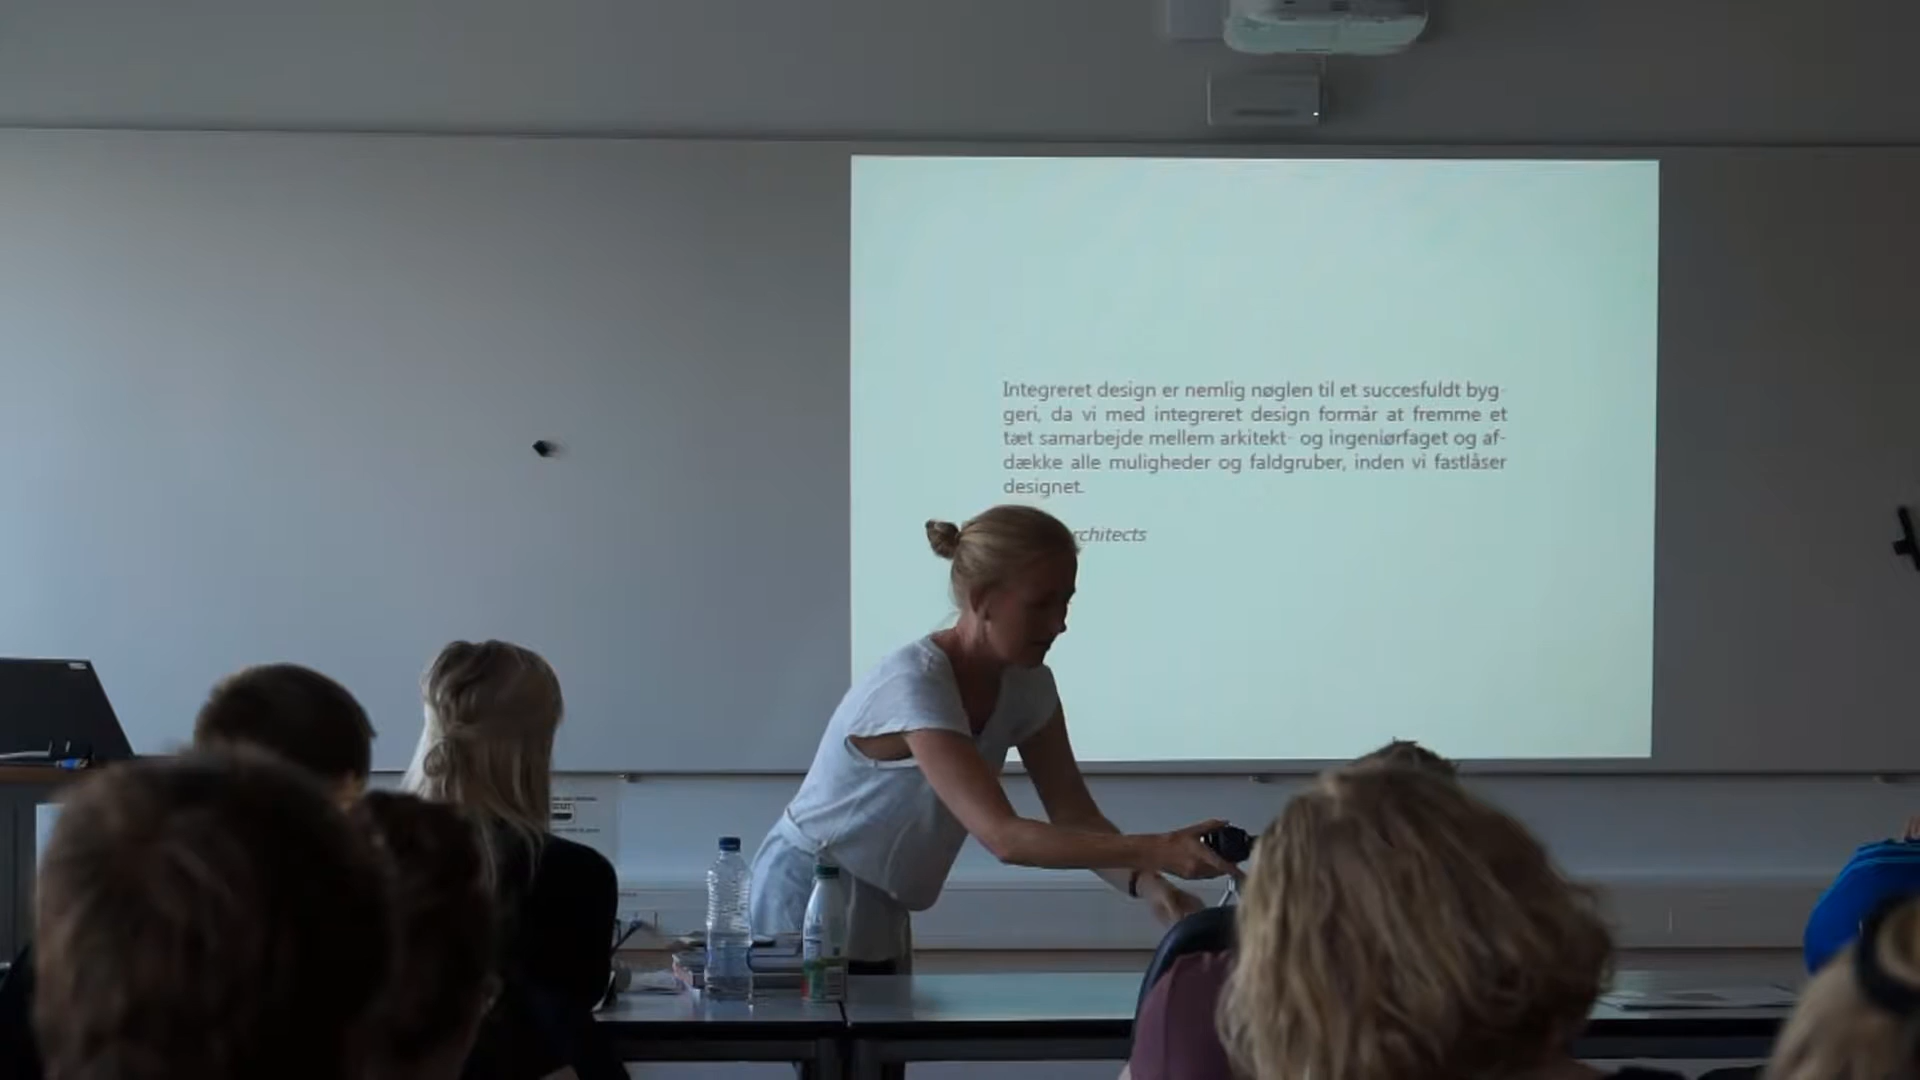 Integreret design er nemlig nøglen til et succesfuldt byg-
geri, da vi med integreret design formår at fremme et
tæt samarbejde mellem arkitekt- og ingeniørfaget og af-
dække alle muligheder og faldgruber, inden vi fastlåser
designet.
rchitects